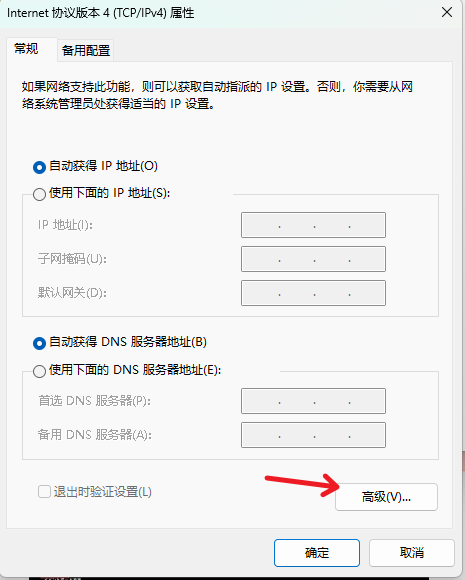 Internet 协议版本 4 (TCP/IPv4) 属性
常规
备用配置
如果网络支持此功能，则可以获取自动指派的 IP 设置。否则，你需要从网
络系统管理员处获得适当的 IP 设置。
自动获得 IP 地址(O)
使用下面的 IP 地址(S):
IP 地址(I):
子网掩码(U):
默认网关(D):
自动获得 DNS 服务器地址(B)
使用下面的 DNS 服务器地址(E):
首选 DNS 服务器(P):
备用 DNS 服务器(A):
退出时验证设置(L)
高级(V)...
确定
取消